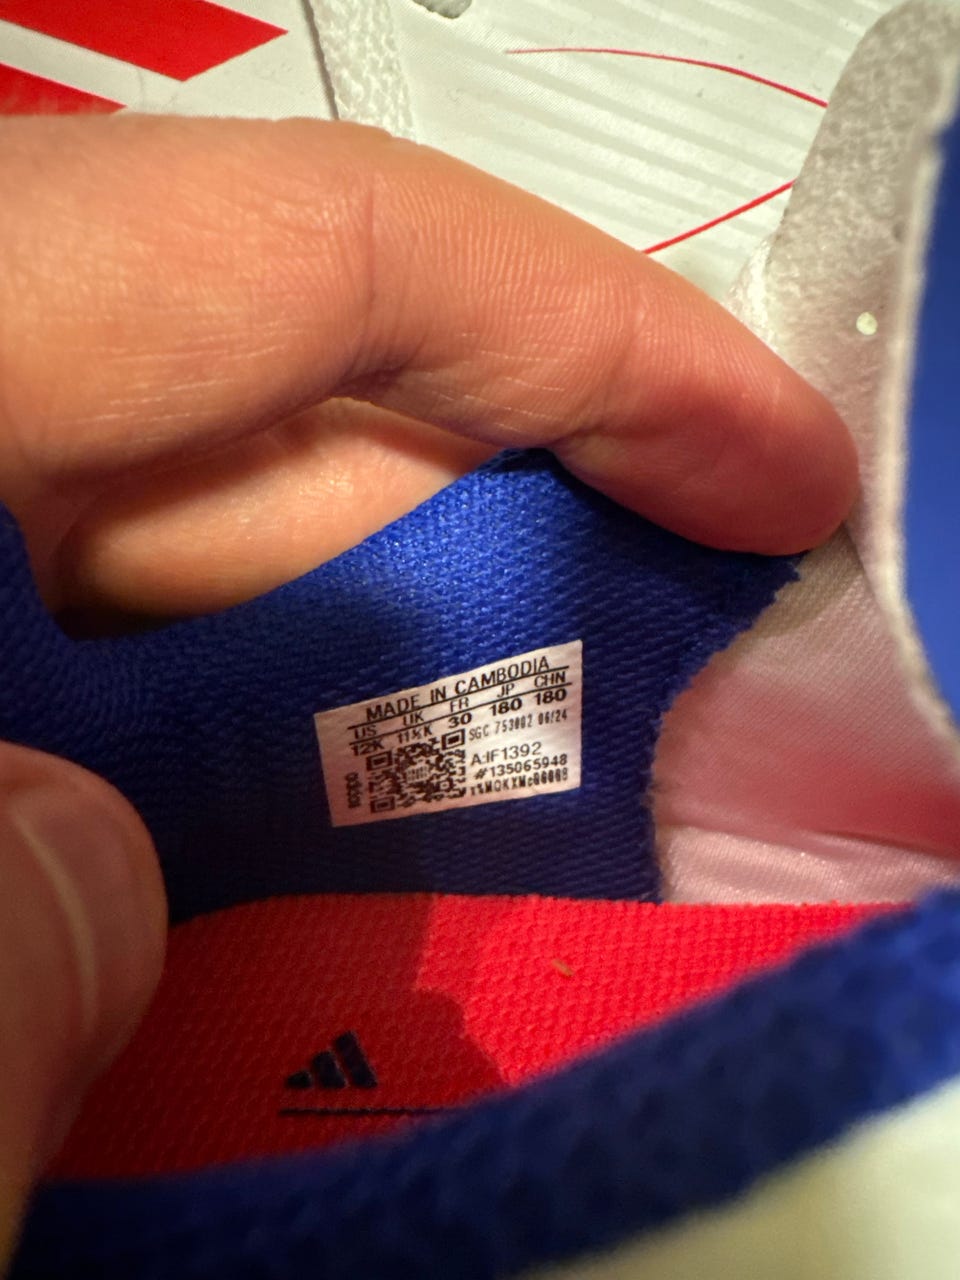 MADE IN CAMBODIA
US UK FR JP CHN
12K 11½K 30 180 180
SGC 753002 06/24
A:IF1392
#135065948
adidas